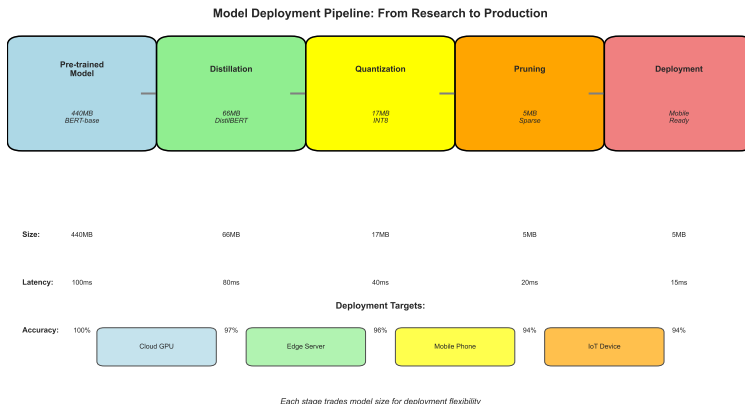 Model Deployment Pipeline: From Research to Production
Pre-trained
Model
Distillation
Quantization
Pruning
Deployment
440MB
BERT-base
66MB
DistilBERT
17MB
INT8
5MB
Sparse
Mobile
Ready
Size: 440MB 66MB 17MB 5MB 5MB
Latency: 100ms 80ms 40ms 20ms 15ms
Deployment Targets:
Accuracy: 100% 97% 96% 94% 94%
Cloud GPU Edge Server Mobile Phone IoT Device
Each stage trades model size for deployment flexibility